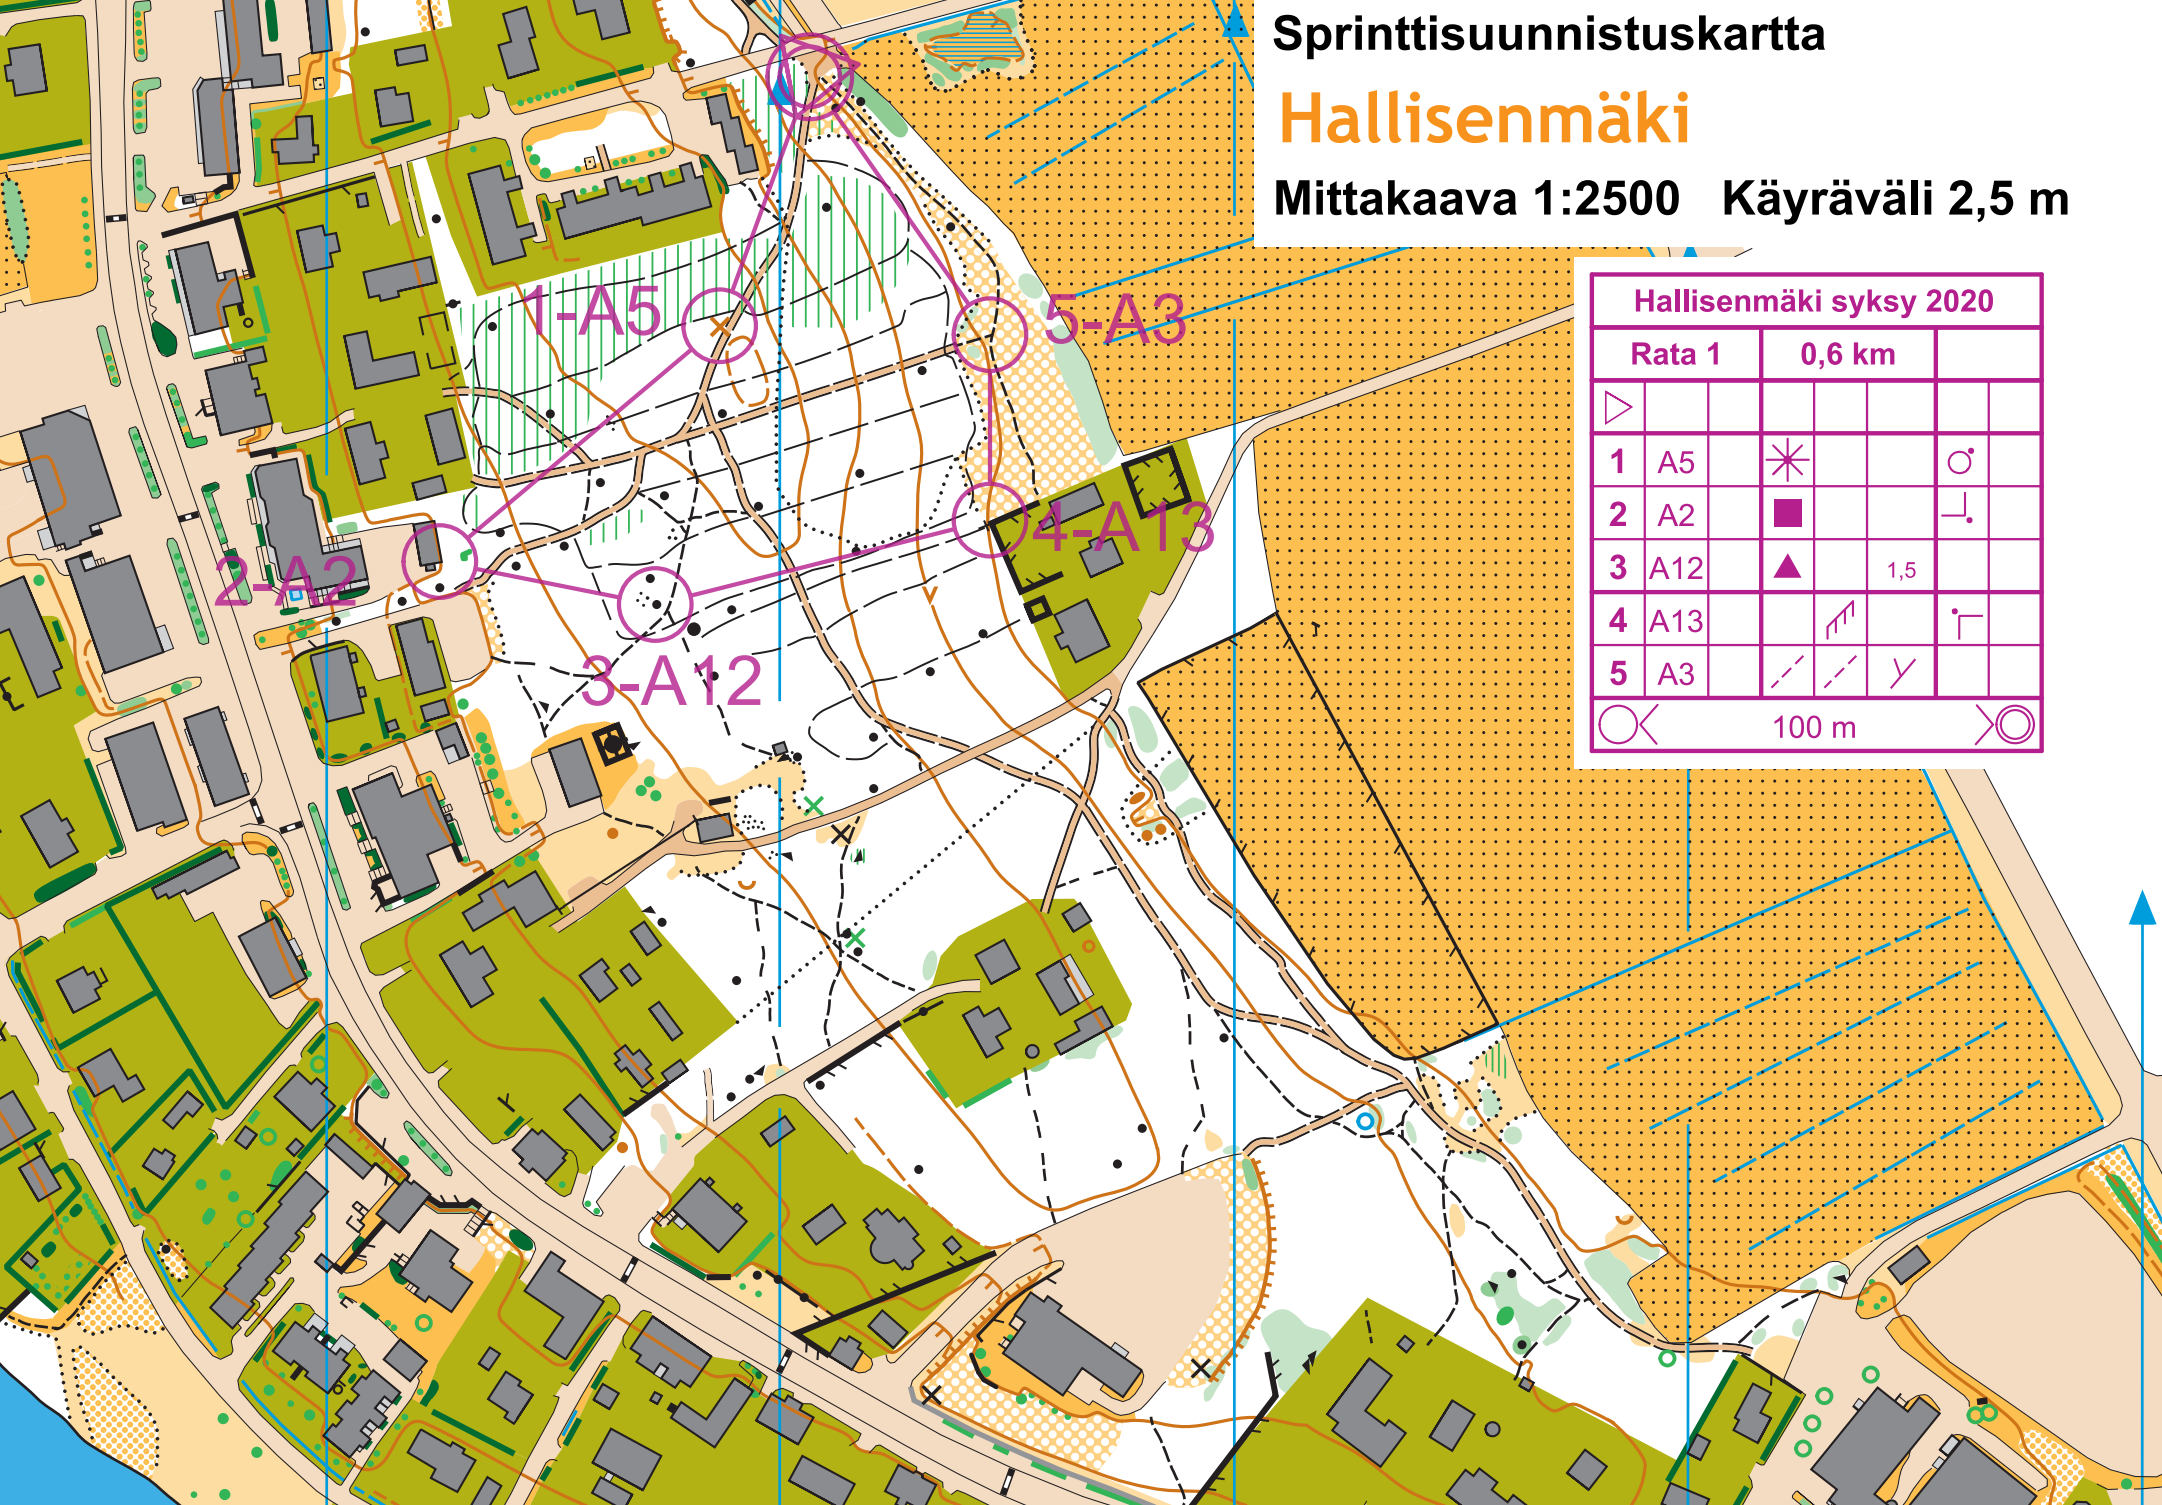 Sprinttisuunnistuskartta
Hallisenmäki
Mittakaava 1:2500 Käyräväli 2,5 m
Hallisenmäki syksy 2020
Rata 1 0,6 km
1 A5
2 A2
3 A12 1,5
4 A13
5 A3
100 m
1-A5
5-A3
4-A13
2-A2
3-A12